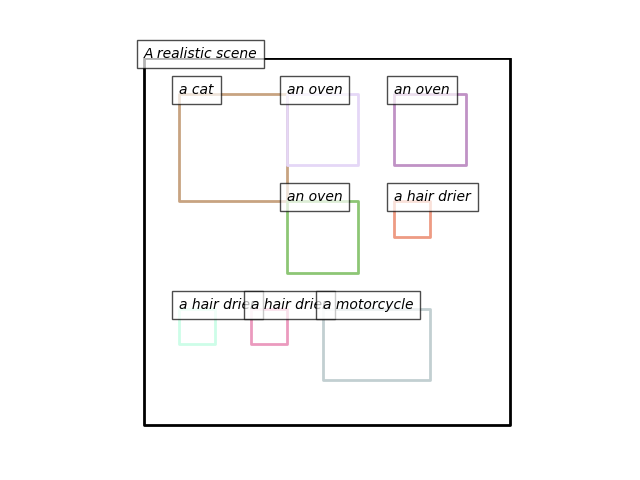 A realistic scene
a cat
an oven
an oven
an oven
a hair drier
a hair drie
a hair drie
a motorcycle